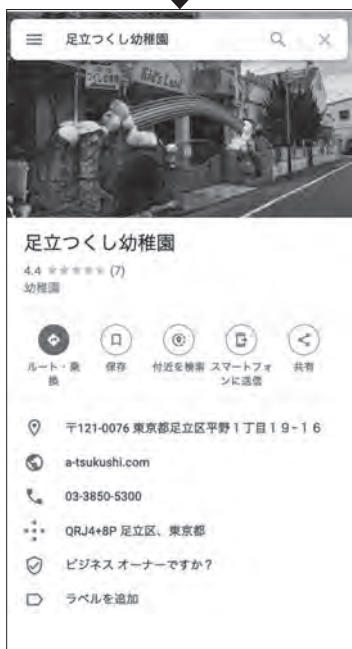 足立つくし幼稚園
Kid's Land
足立つくし幼稚園
4.4 ★★★★★ (7)
幼稚園
ルート・乗換
保存
付近を検索
スマートフォンに送信
共有
〒121-0076 東京都足立区平野1丁目19-16
a-tsukushi.com
03-3850-5300
QRJ4+8P 足立区、東京都
ビジネス オーナーですか?
ラベルを追加